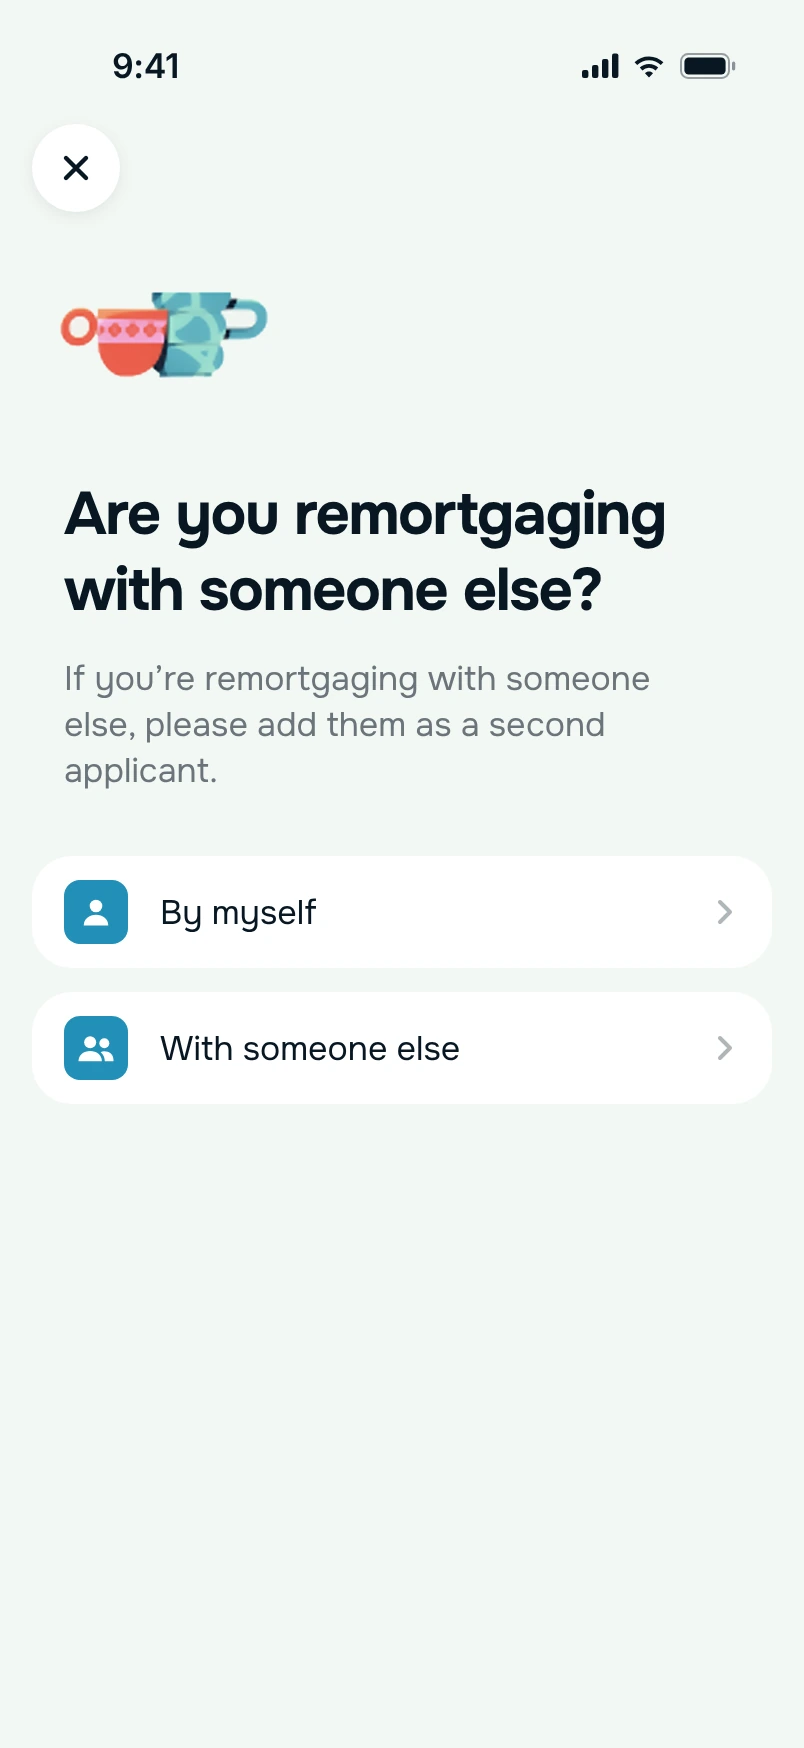 9:41
Are you remortgaging
with someone else?
If you’re remortgaging with someone
else, please add them as a second
applicant.
By myself
With someone else